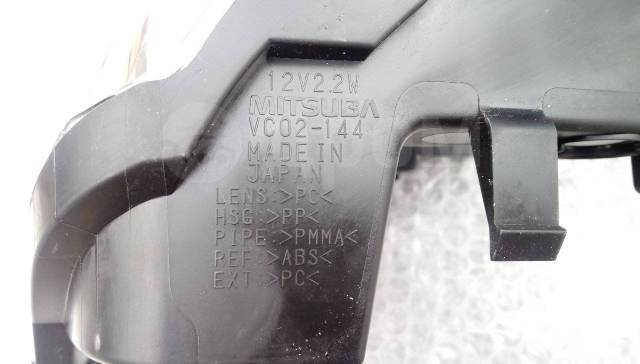 12V2.2W
MITSUBA
VC02-144
MADE IN
JAPAN
LENS:>PC<
HSG:>PP<
PIPE:>PMMA<
REF:>ABS<
EXT:>PC<